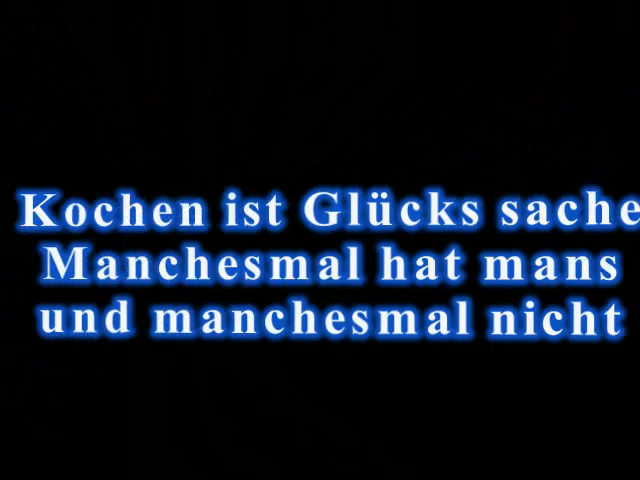 Kochen ist Glücks sache
Manchesmal hat mans
und manchesmal nicht